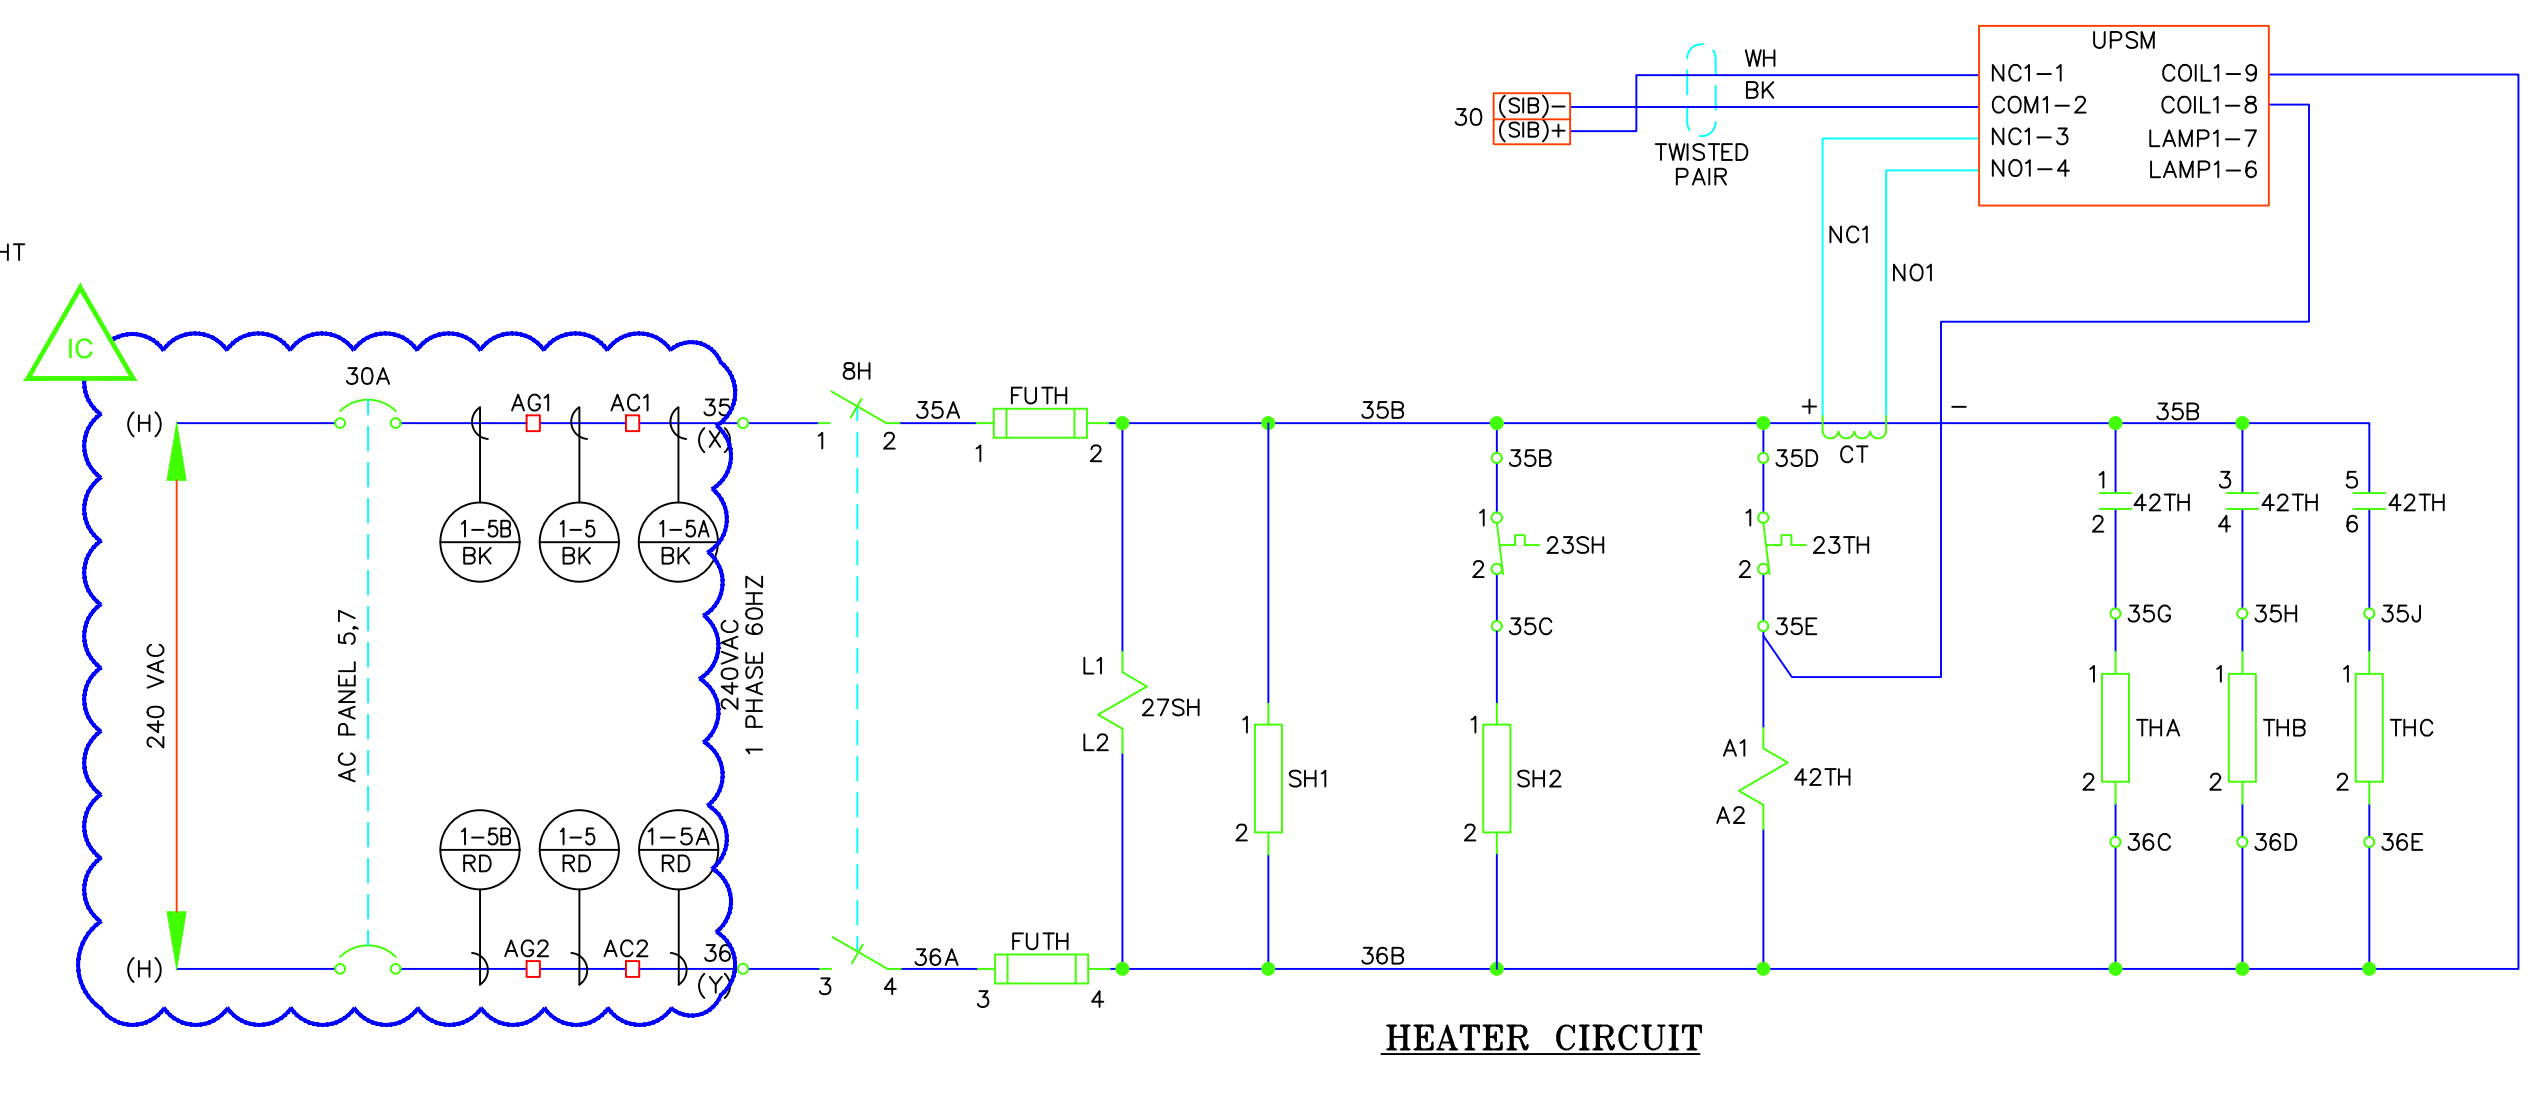 HT
IC
UPSM
NC1-1
COM1-2
NC1-3
NO1-4
COIL1-9
COIL1-8
LAMP1-7
LAMP1-6
WH
BK
30
(SIB)-
(SIB)+
TWISTED
PAIR
NC1
NO1
30A
(H)
AG1
AC1
35
(X)
8H
1
2
35A
FUTH
1
2
35B
+
-
CT
35B
1-5B
BK
1-5
BK
1-5A
BK
240 VAC
AC PANEL 5,7
240VAC
1 PHASE 60HZ
L1
27SH
L2
1
SH1
2
35B
1
23SH
2
35C
1
SH2
2
35D
1
23TH
2
35E
A1
42TH
A2
1
42TH
2
35G
1
THA
2
36C
3
42TH
4
35H
1
THB
2
36D
5
42TH
6
35J
1
THC
2
36E
1-5B
RD
1-5
RD
1-5A
RD
(H)
AG2
AC2
36
(Y)
3
4
36A
FUTH
3
4
36B
HEATER CIRCUIT